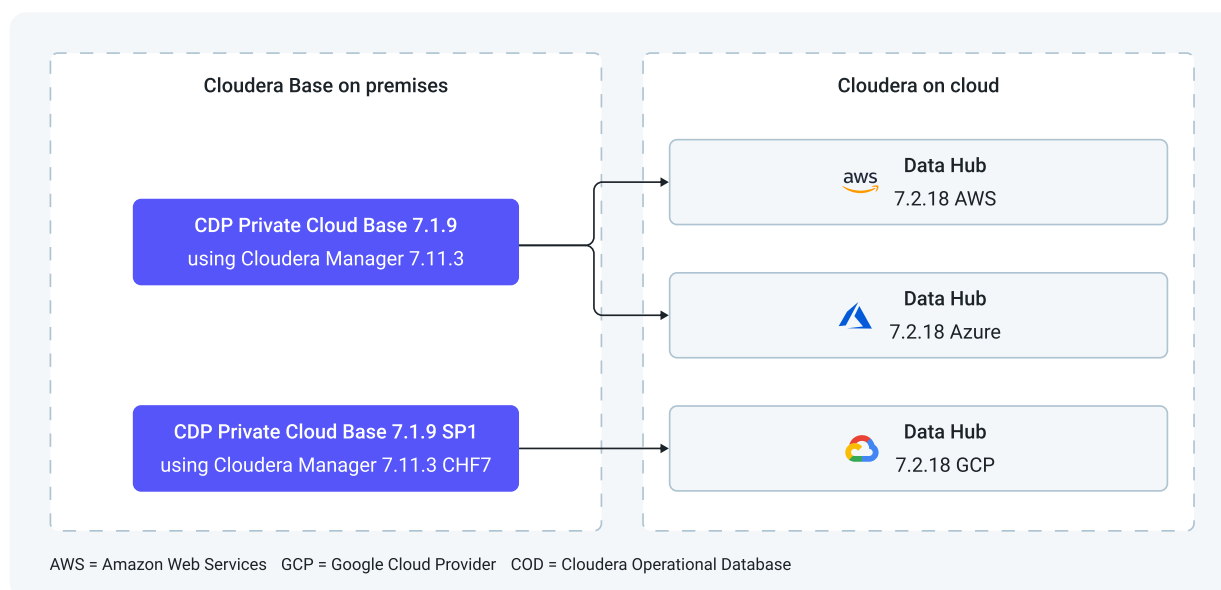 Cloudera Base on premises
CDP Private Cloud Base 7.1.9
using Cloudera Manager 7.11.3
CDP Private Cloud Base 7.1.9 SP1
using Cloudera Manager 7.11.3 CHF7
Cloudera on cloud
aws
Data Hub
7.2.18 AWS
Data Hub
7.2.18 Azure
Data Hub
7.2.18 GCP
AWS = Amazon Web Services GCP = Google Cloud Provider COD = Cloudera Operational Database